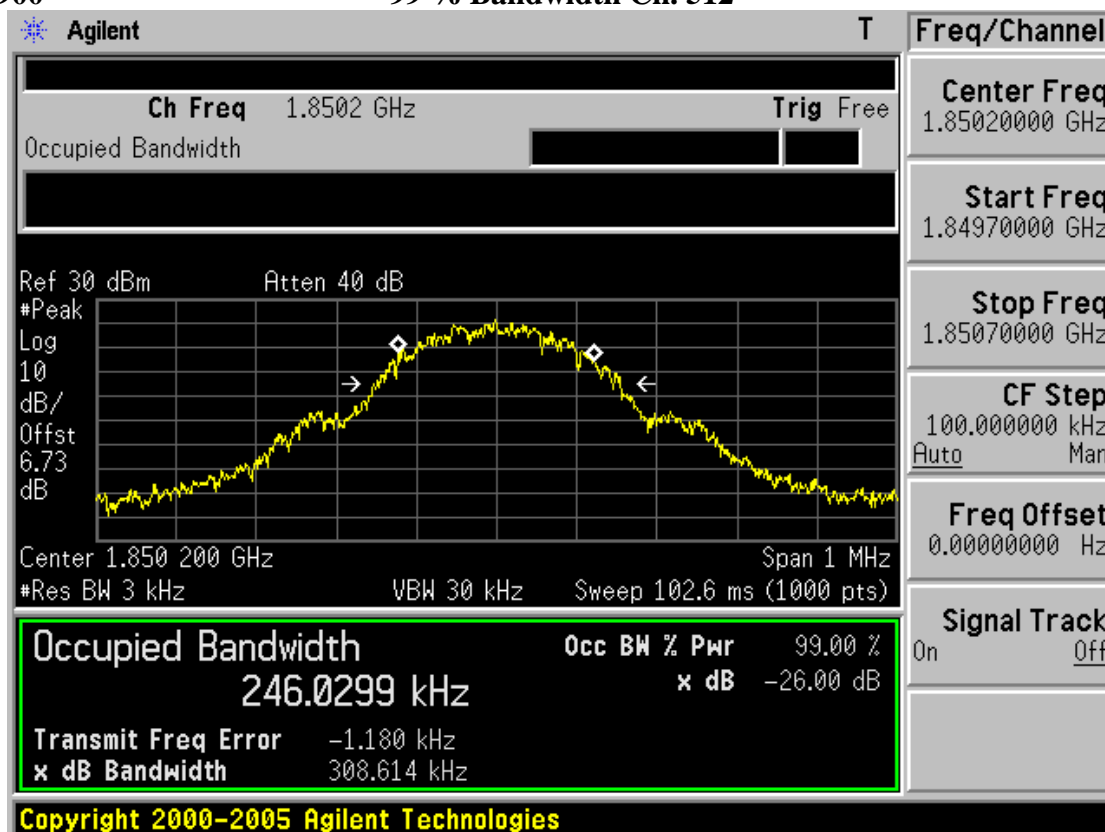 99 % Bandwidth Ch. 512
Agilent T Freq/Channel
Ch Freq 1.8502 GHz Trig Free
Occupied Bandwidth
Center Freq
1.85020000 GHz
Start Freq
1.84970000 GHz
Stop Freq
1.85070000 GHz
CF Step
100.000000 kHz
Auto Man
Freq Offset
0.00000000 Hz
Signal Track
On Off
Ref 30 dBm Atten 40 dB
#Peak
Log
10
dB/
Offst
6.73
dB
Center 1.850 200 GHz Span 1 MHz
#Res BW 3 kHz VBW 30 kHz Sweep 102.6 ms (1000 pts)
Occupied Bandwidth Occ BW % Pwr 99.00 %
246.0299 kHz x dB -26.00 dB
Transmit Freq Error -1.180 kHz
x dB Bandwidth 308.614 kHz
Copyright 2000-2005 Agilent Technologies